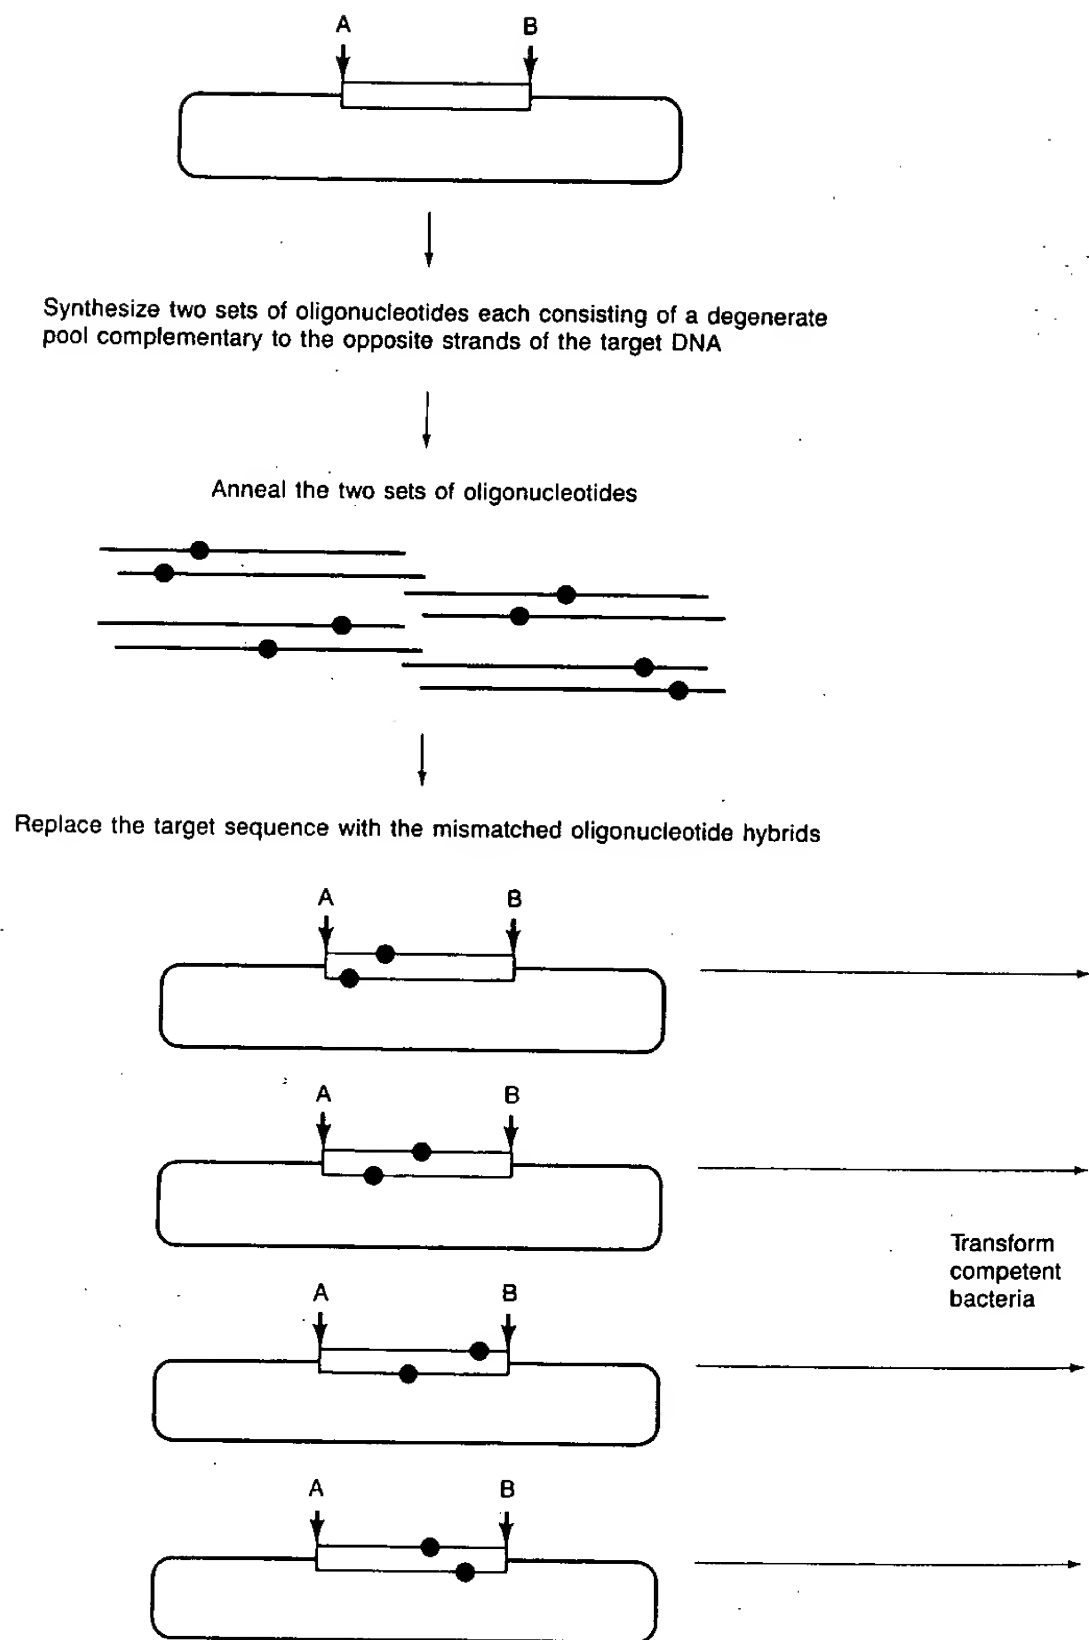 A B
Synthesize two sets of oligonucleotides each consisting of a degenerate
pool complementary to the opposite strands of the target DNA
Anneal the two sets of oligonucleotides
Replace the target sequence with the mismatched oligonucleotide hybrids
A B
A B
Transform
competent
bacteria
A B
A B